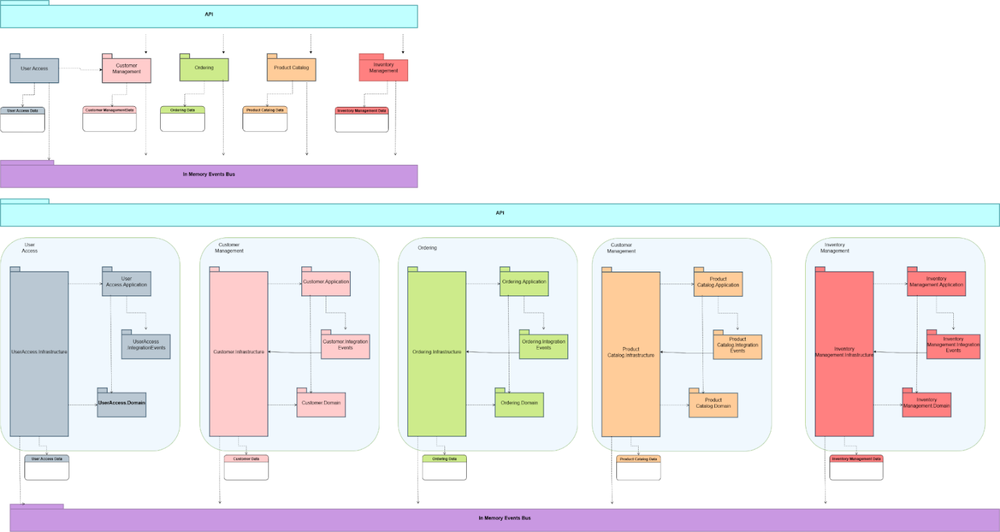 API
User Access
Customer
Management
Ordering
Product Catalog
Inventory
Management
User Access Data
Customer ManagementData
Ordering Data
Product Catalog Data
Inventory Management Data
In Memory Events Bus
API
User
Access
Customer
Management
Ordering
Customer
Management
Inventory
Management
User
Access.Application
Customer.Application
Ordering.Application
Product
Catalog.Application
Inventory
Management.Application
UserAccess
IntegrationEvents
Customer.Integration
Events
Ordering.Integration
Events
Product
Catalog.Integration
Events
Inventory
Management.Integration
Events
UserAccess.Infrastructure
Customer.Infrastructure
Ordering.Infrastructure
Product
Catalog.Infrastructure
Inventory
Management.Infrastructure
UserAccess.Domain
Customer.Domain
Ordering.Domain
Product
Catalog.Domain
Inventory
Management.Domain
User Access Data
Customer Data
Ordering Data
Product Catalog Data
Inventory Management Data
In Memory Events Bus